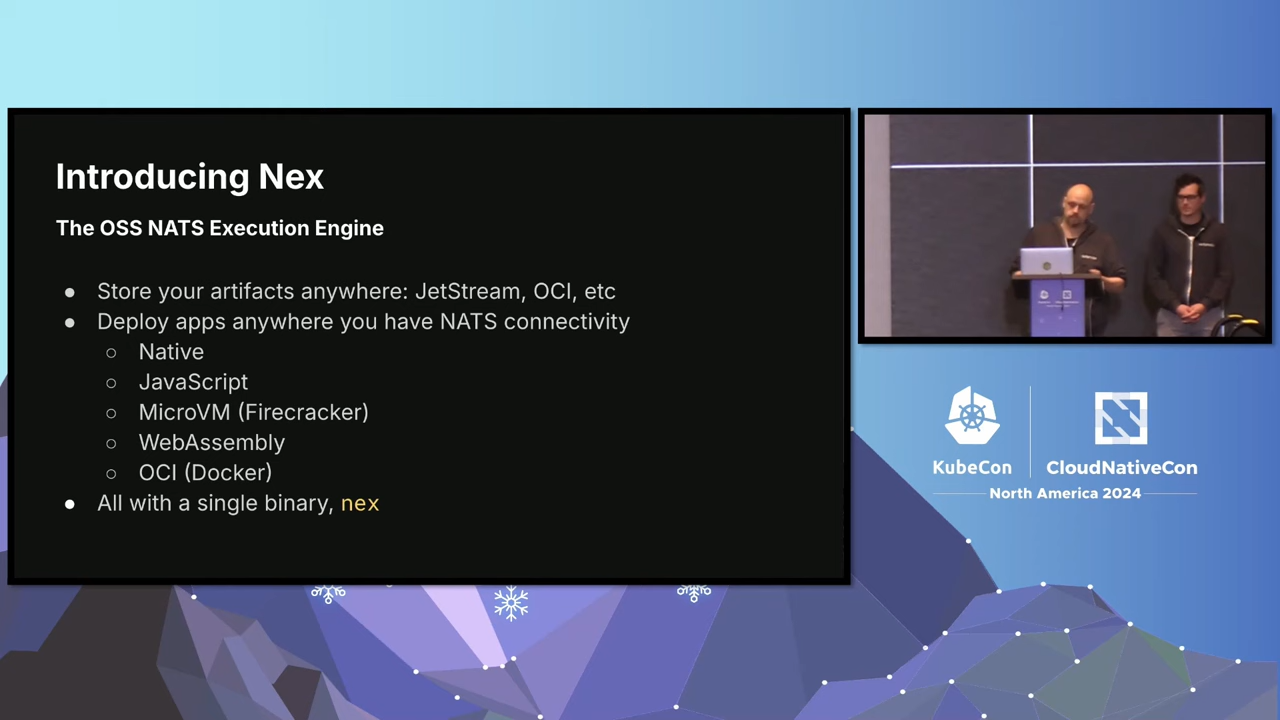 Introducing Nex
The OSS NATS Execution Engine
● Store your artifacts anywhere: JetStream, OCI, etc
● Deploy apps anywhere you have NATS connectivity
○ Native
○ JavaScript
○ MicroVM (Firecracker)
○ WebAssembly
○ OCI (Docker)
● All with a single binary, nex
KubeCon
CloudNativeCon
North America 2024